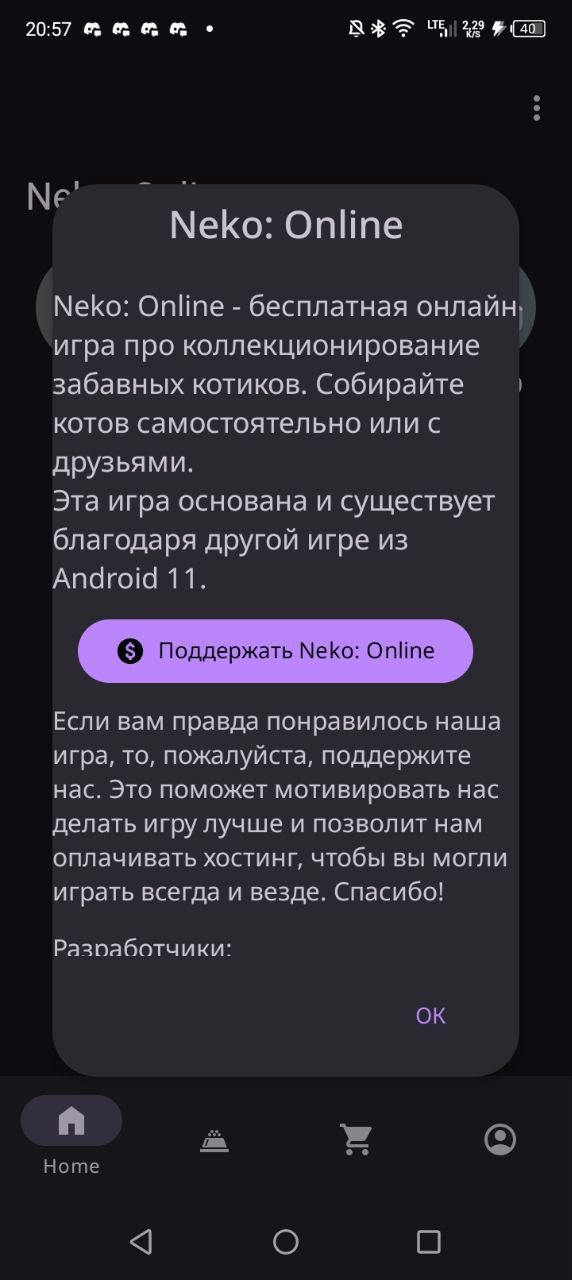 20:57
LTE 2,29 K/S 40
Neko: Online
Neko: Online - бесплатная онлайн
игра про коллекционирование
забавных котиков. Собирайте
котов самостоятельно или с
друзьями.
Эта игра основана и существует
благодаря другой игре из
Android 11.
Поддержать Neko: Online
Если вам правда понравилось наша
игра, то, пожалуйста, поддержите
нас. Это поможет мотивировать нас
делать игру лучше и позволит нам
оплачивать хостинг, чтобы вы могли
играть всегда и везде. Спасибо!
Разработчики:
ОК
Home